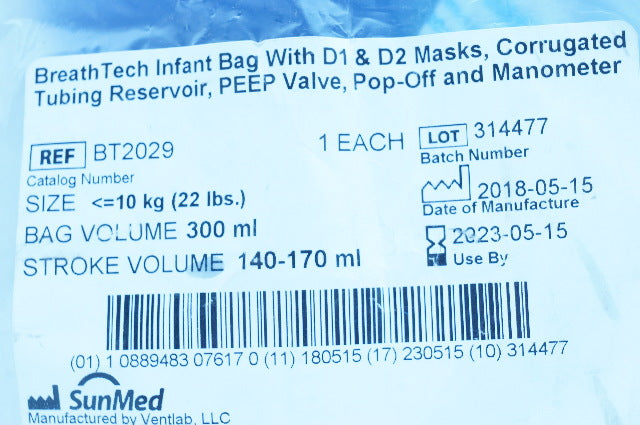 BreathTech Infant Bag With D1 & D2 Masks, Corrugated
Tubing Reservoir, PEEP Valve, Pop-Off and Manometer
REF BT2029 1 EACH LOT 314477
Catalog Number Batch Number
SIZE <=10 kg (22 lbs.) 2018-05-15
Date of Manufacture
BAG VOLUME 300 ml 2023-05-15
STROKE VOLUME 140-170 ml Use By
(01) 1 0889483 07617 0 (11) 180515 (17) 230515 (10) 314477
SunMed
Manufactured by Ventlab, LLC